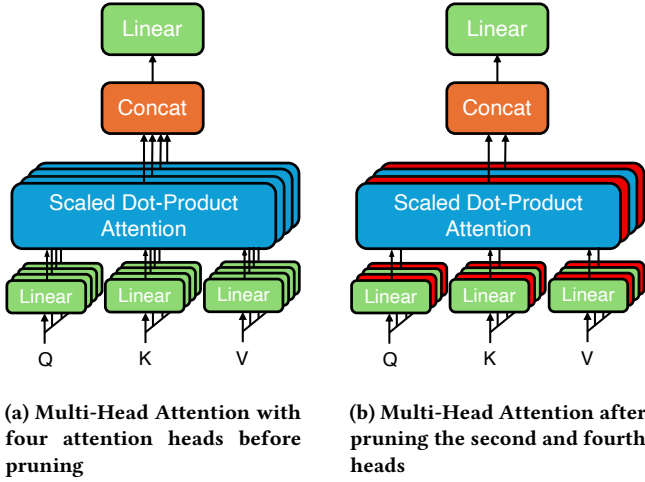 Linear
Concat
Scaled Dot-Product
Attention
Linear
Linear
Linear
Q
K
V
(a) Multi-Head Attention with
four attention heads before
pruning
Linear
Concat
Scaled Dot-Product
Attention
Linear
Linear
Linear
Q
K
V
(b) Multi-Head Attention after
pruning the second and fourth
heads